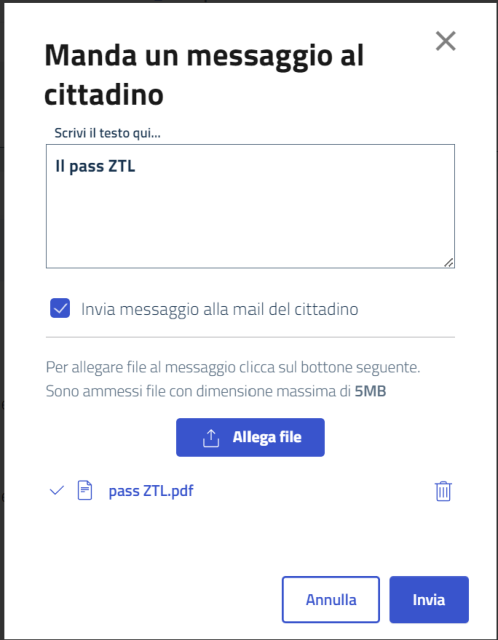 Manda un messaggio al
cittadino
Scrivi il testo qui...
Il pass ZTL
Invia messaggio alla mail del cittadino
Per allegare file al messaggio clicca sul bottone seguente.
Sono ammessi file con dimensione massima di 5MB
Allega file
pass ZTL.pdf
Annulla
Invia